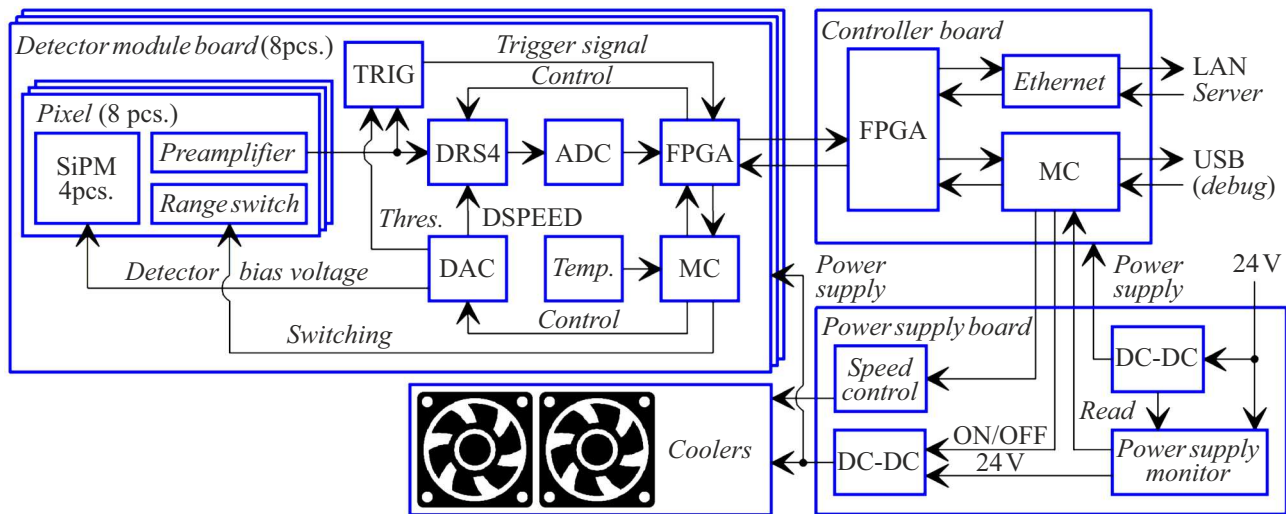 Detector module board (8pcs.)
TRIG
Trigger signal
Control
Pixel (8 pcs.)
SiPM
4pcs.
Preamplifier
Range switch
DRS4
ADC
FPGA
Thres.
DSPEED
DAC
Temp.
MC
Detector bias voltage
Control
Switching
Controller board
FPGA
Ethernet
LAN
Server
MC
USB
(debug)
Power
supply
Power
supply
24 V
Power supply board
DC-DC
Speed
control
Read
ON/OFF
24 V
DC-DC
Power supply
monitor
Coolers